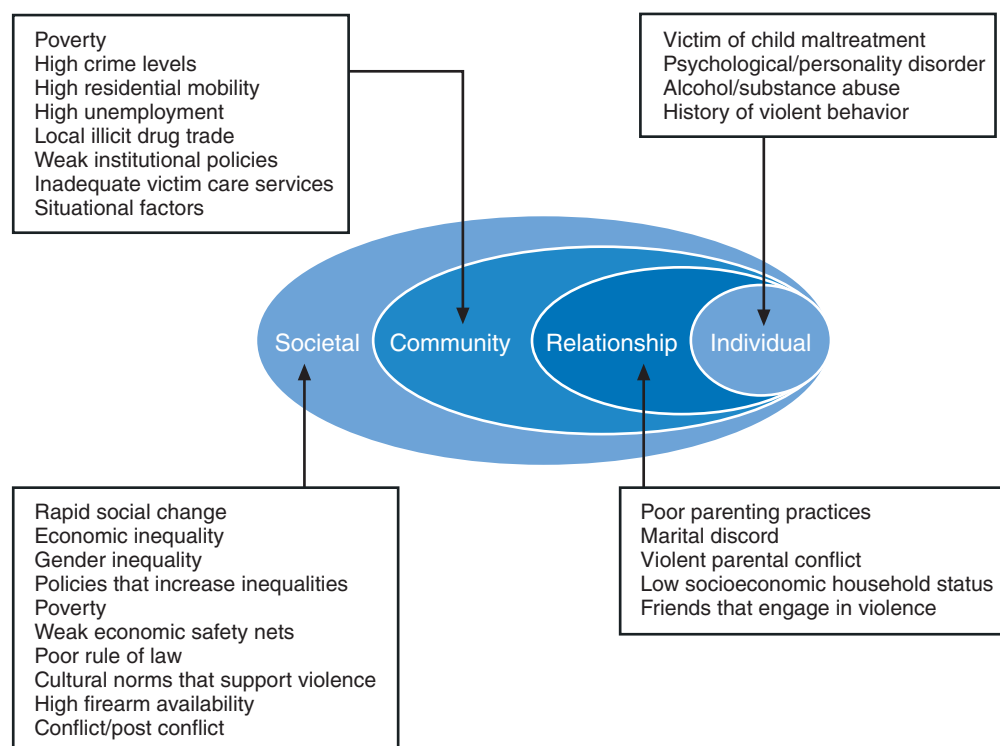 Poverty
High crime levels
High residential mobility
High unemployment
Local illicit drug trade
Weak institutional policies
Inadequate victim care services
Situational factors
Victim of child maltreatment
Psychological/personality disorder
Alcohol/substance abuse
History of violent behavior
Societal
Community
Relationship
Individual
Rapid social change
Economic inequality
Gender inequality
Policies that increase inequalities
Poverty
Weak economic safety nets
Poor rule of law
Cultural norms that support violence
High firearm availability
Conflict/post conflict
Poor parenting practices
Marital discord
Violent parental conflict
Low socioeconomic household status
Friends that engage in violence